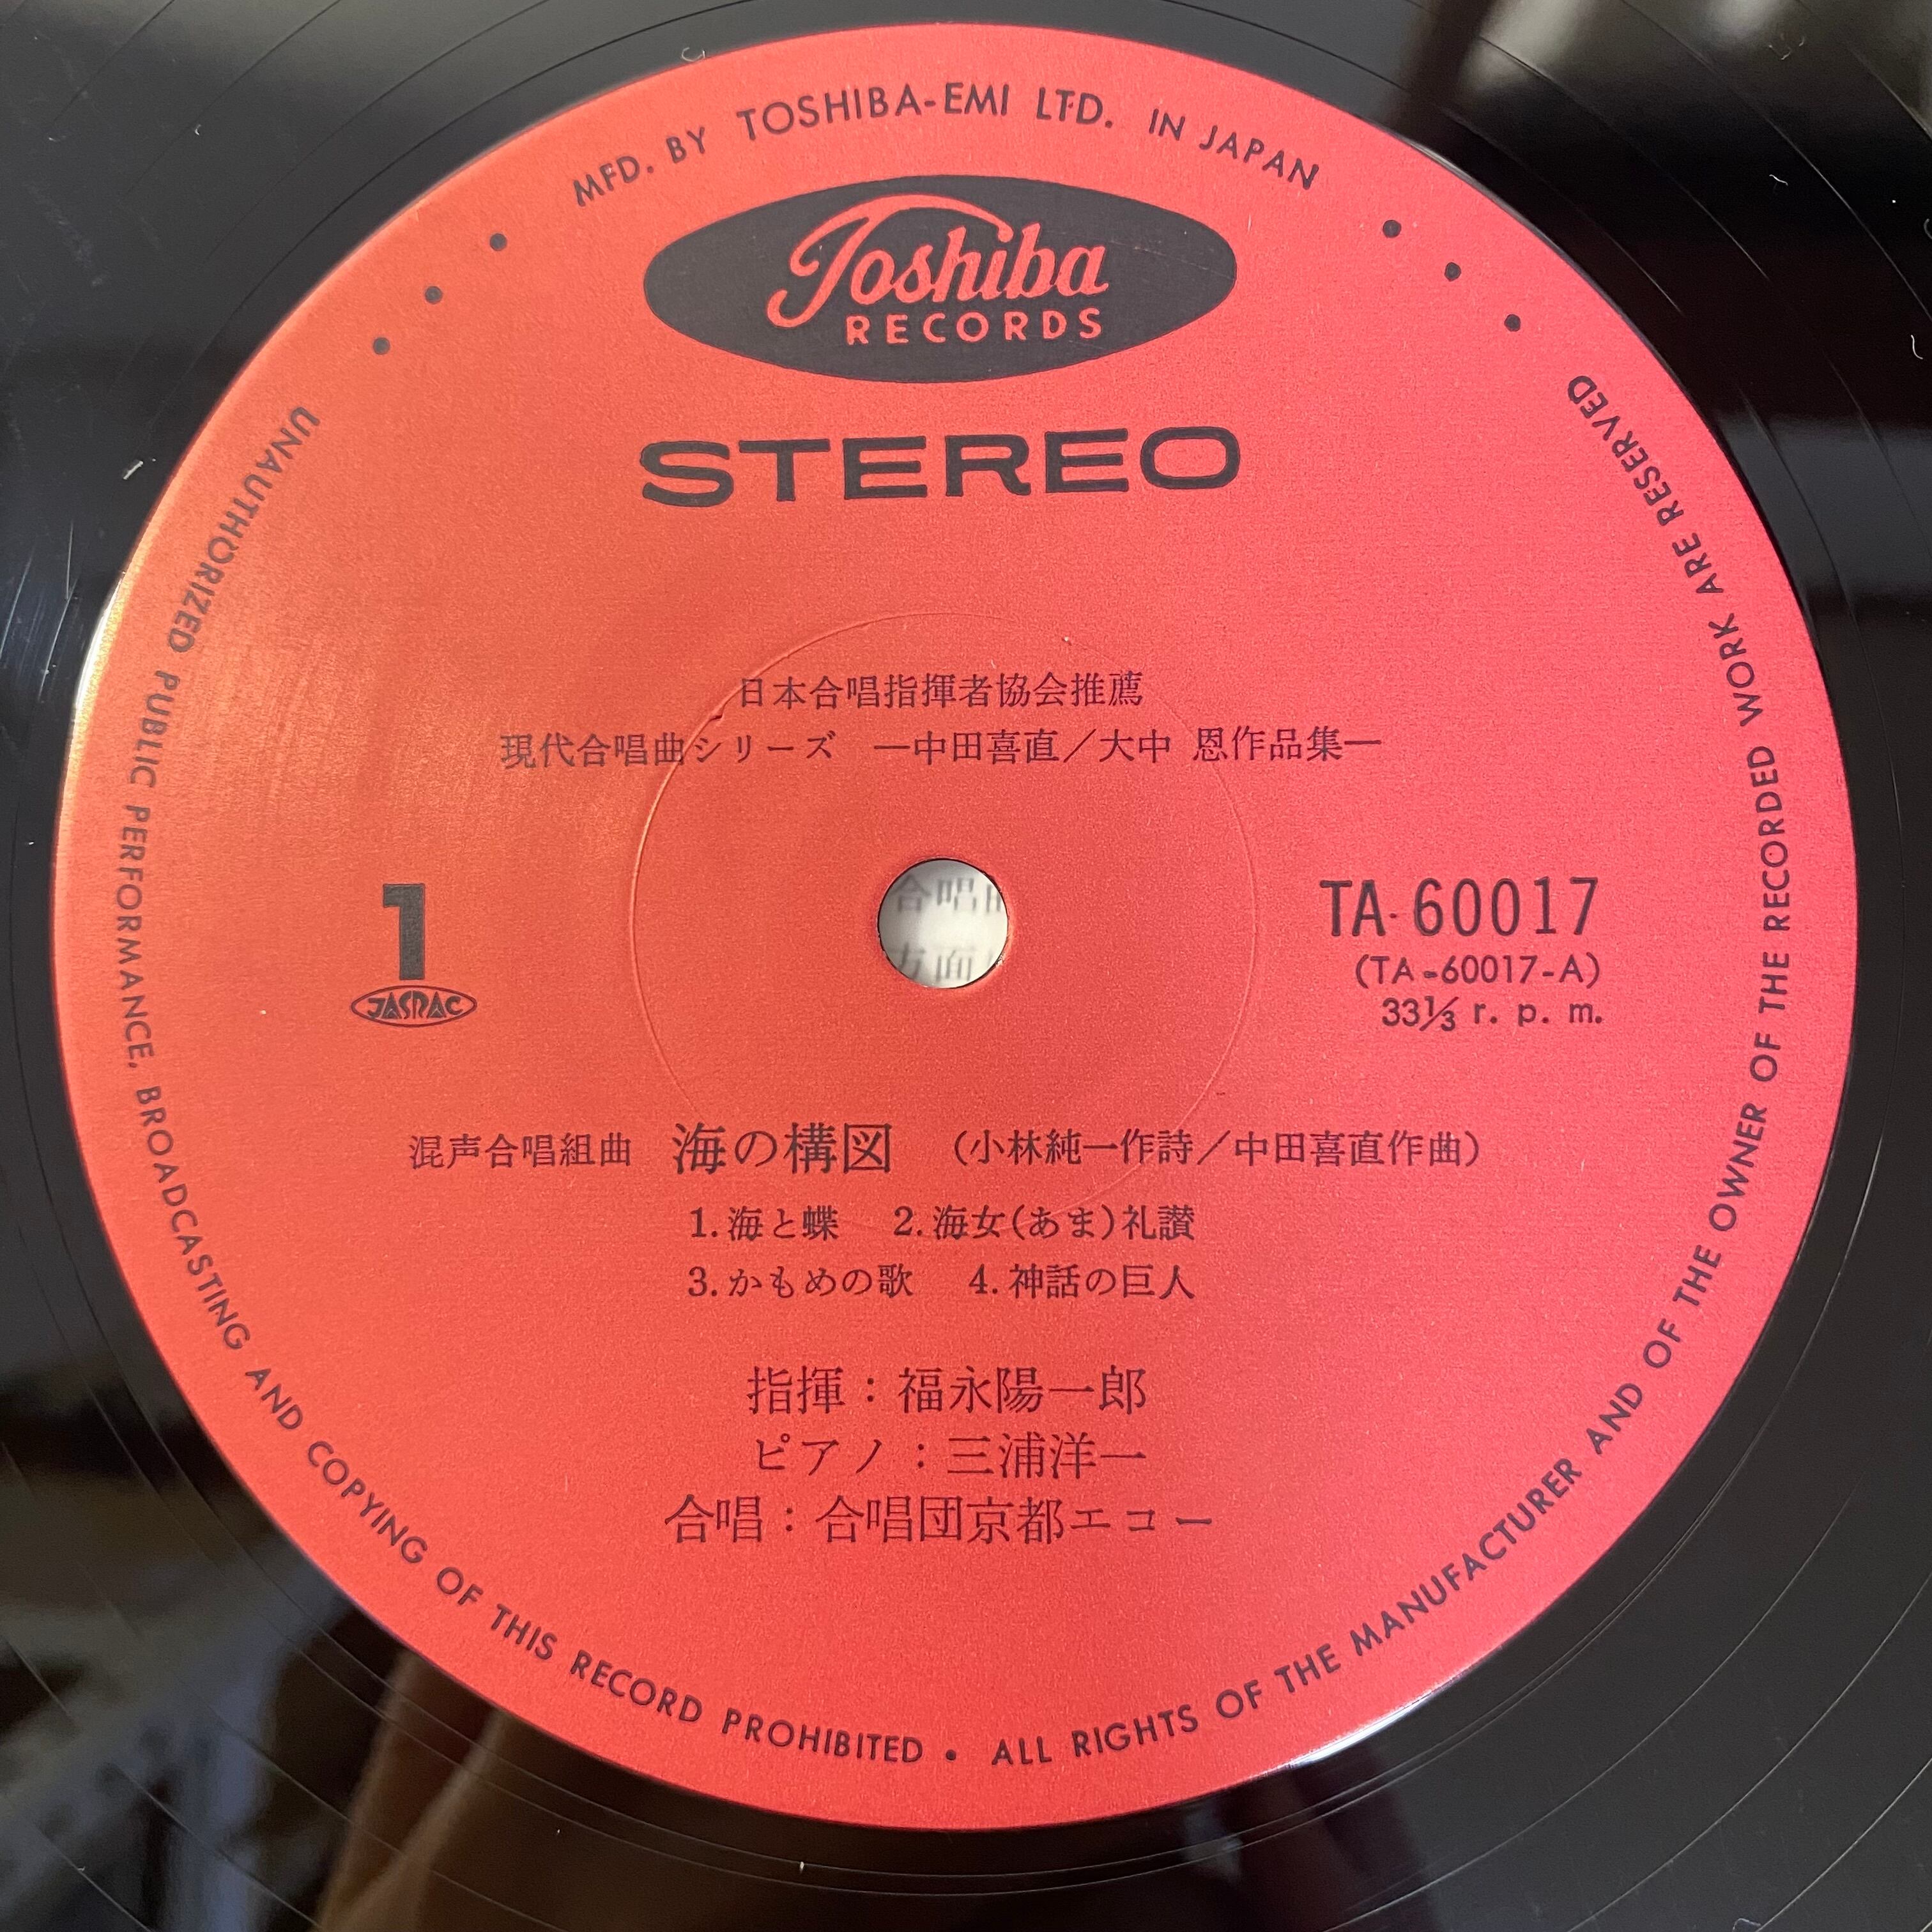 MFD. BY TOSHIBA-EMI LTD. IN JAPAN
Toshiba
RECORDS
STEREO
日本合唱指揮者協会推薦
現代合唱曲シリーズ ―中田喜直／大中 恩作品集―
1
JASRAC
TA-60017
(TA-60017-A)
33⅓ r. p. m.
合唱
方面
混声合唱組曲 海の構図 (小林純一作詩／中田喜直作曲)
1. 海と蝶 2. 海女(あま)礼讃
3. かもめの歌 4. 神話の巨人
指揮：福永陽一郎
ピアノ：三浦洋一
合唱：合唱団京都エコー
UNAUTHORIZED PUBLIC PERFORMANCE, BROADCASTING AND COPYING OF THIS RECORD PROHIBITED • ALL RIGHTS OF THE MANUFACTURER AND OF THE OWNER OF THE RECORDED WORK ARE RESERVED